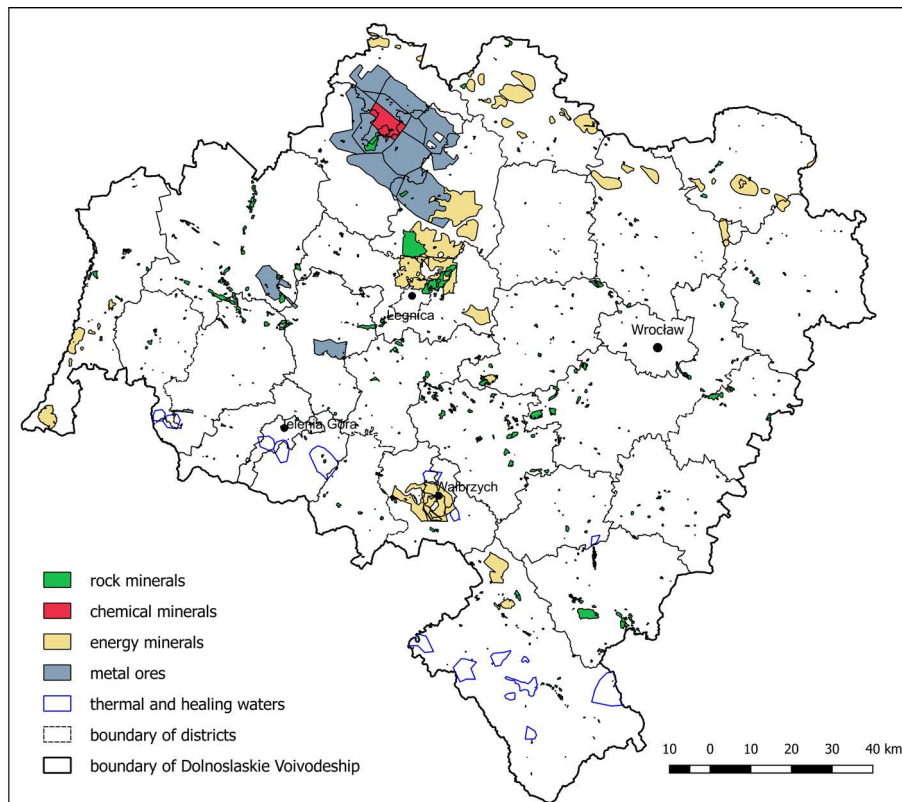 Legnica
Wrocław
Jelenia Góra
Wałbrzych
rock minerals
chemical minerals
energy minerals
metal ores
thermal and healing waters
boundary of districts
boundary of Dolnoslaskie Voivodeship
10 0 10 20 30 40 km